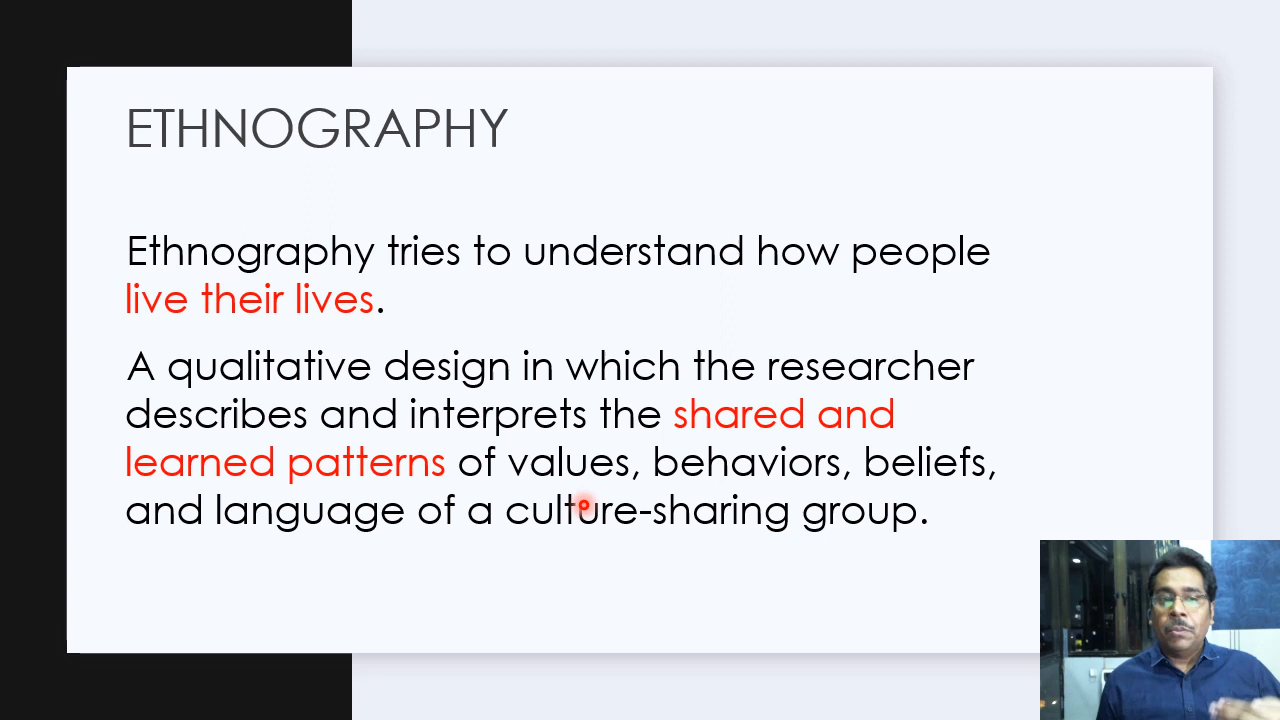 ETHNOGRAPHY
Ethnography tries to understand how people
live their lives.
A qualitative design in which the researcher
describes and interprets the shared and
learned patterns of values, behaviors, beliefs,
and language of a culture-sharing group.